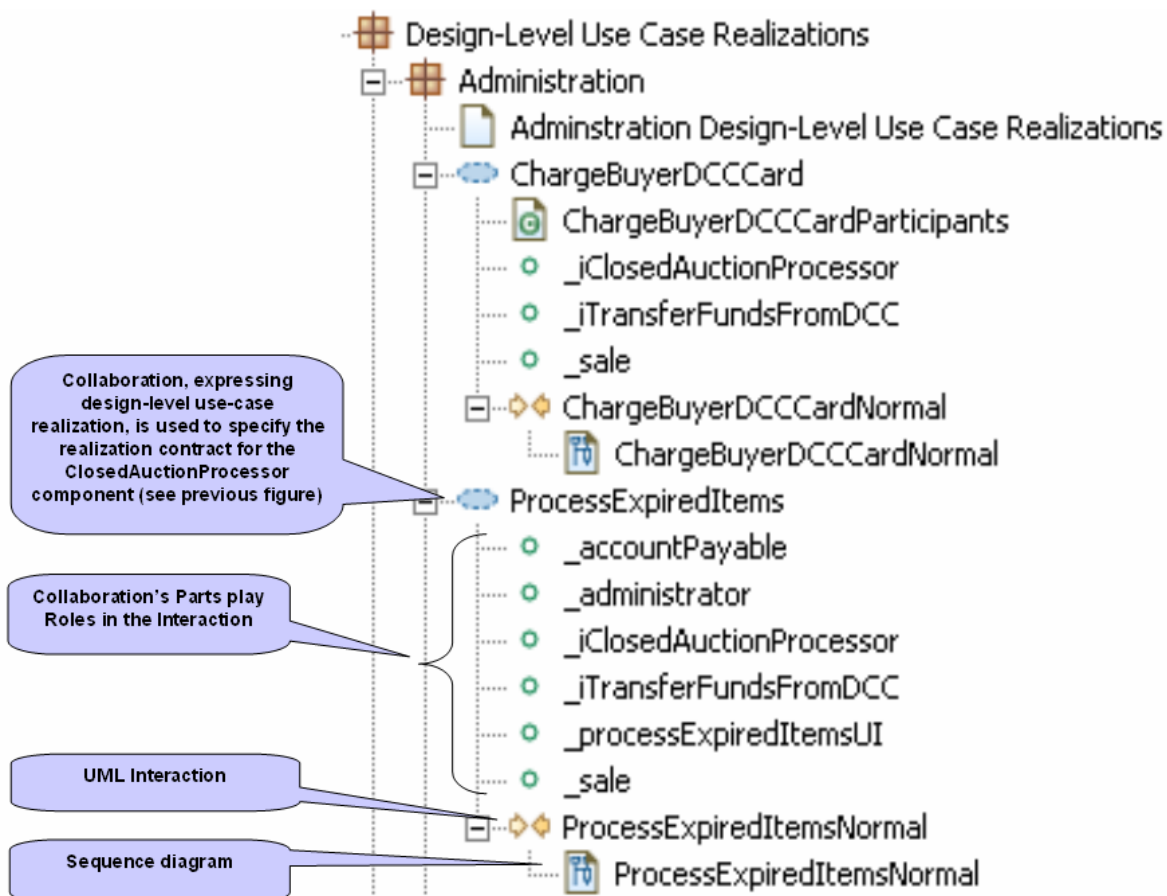 Design-Level Use Case Realizations
Administration
Adminstration Design-Level Use Case Realizations
ChargeBuyerDCCCard
ChargeBuyerDCCCardParticipants
_iClosedAuctionProcessor
_iTransferFundsFromDCC
_sale
ChargeBuyerDCCCardNormal
ChargeBuyerDCCCardNormal
Collaboration, expressing
design-level use-case
realization, is used to specify the
realization contract for the
ClosedAuctionProcessor
component (see previous figure)
ProcessExpiredItems
_accountPayable
_administrator
_iClosedAuctionProcessor
_iTransferFundsFromDCC
_processExpiredItemsUI
_sale
Collaboration's Parts play
Roles in the Interaction
UML Interaction
ProcessExpiredItemsNormal
Sequence diagram
ProcessExpiredItemsNormal